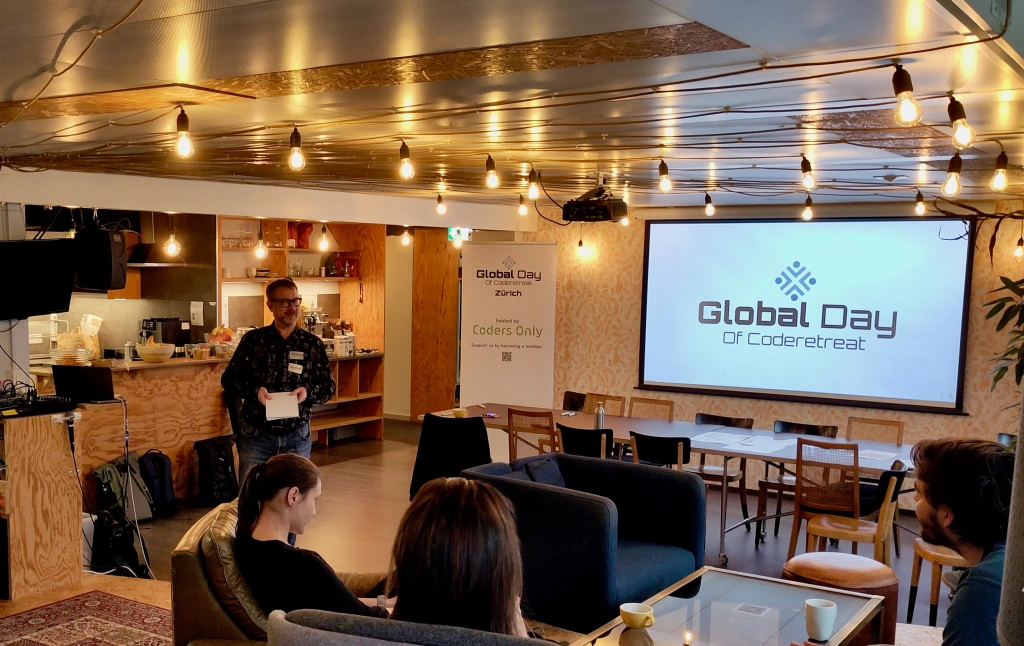 Global Day
Of Coderetreat
Zürich
hosted by
Coders Only
Support us by becoming a member
Global Day
Of Coderetreat